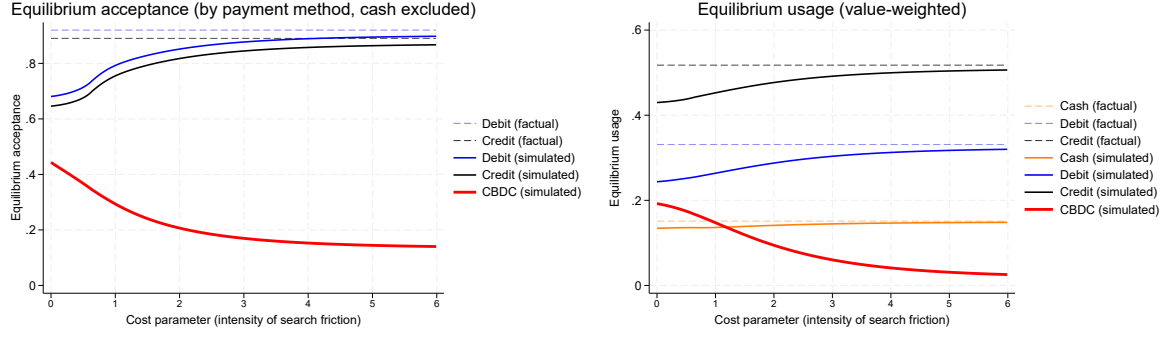 Equilibrium acceptance (by payment method, cash excluded)
Equilibrium acceptance
.8
.6
.4
.2
0
0 1 2 3 4 5 6
Cost parameter (intensity of search friction)
Debit (factual)
Credit (factual)
Debit (simulated)
Credit (simulated)
CBDC (simulated)
Equilibrium usage (value-weighted)
Equilibrium usage
.6
.4
.2
0
0 1 2 3 4 5 6
Cost parameter (intensity of search friction)
Cash (factual)
Debit (factual)
Credit (factual)
Cash (simulated)
Debit (simulated)
Credit (simulated)
CBDC (simulated)